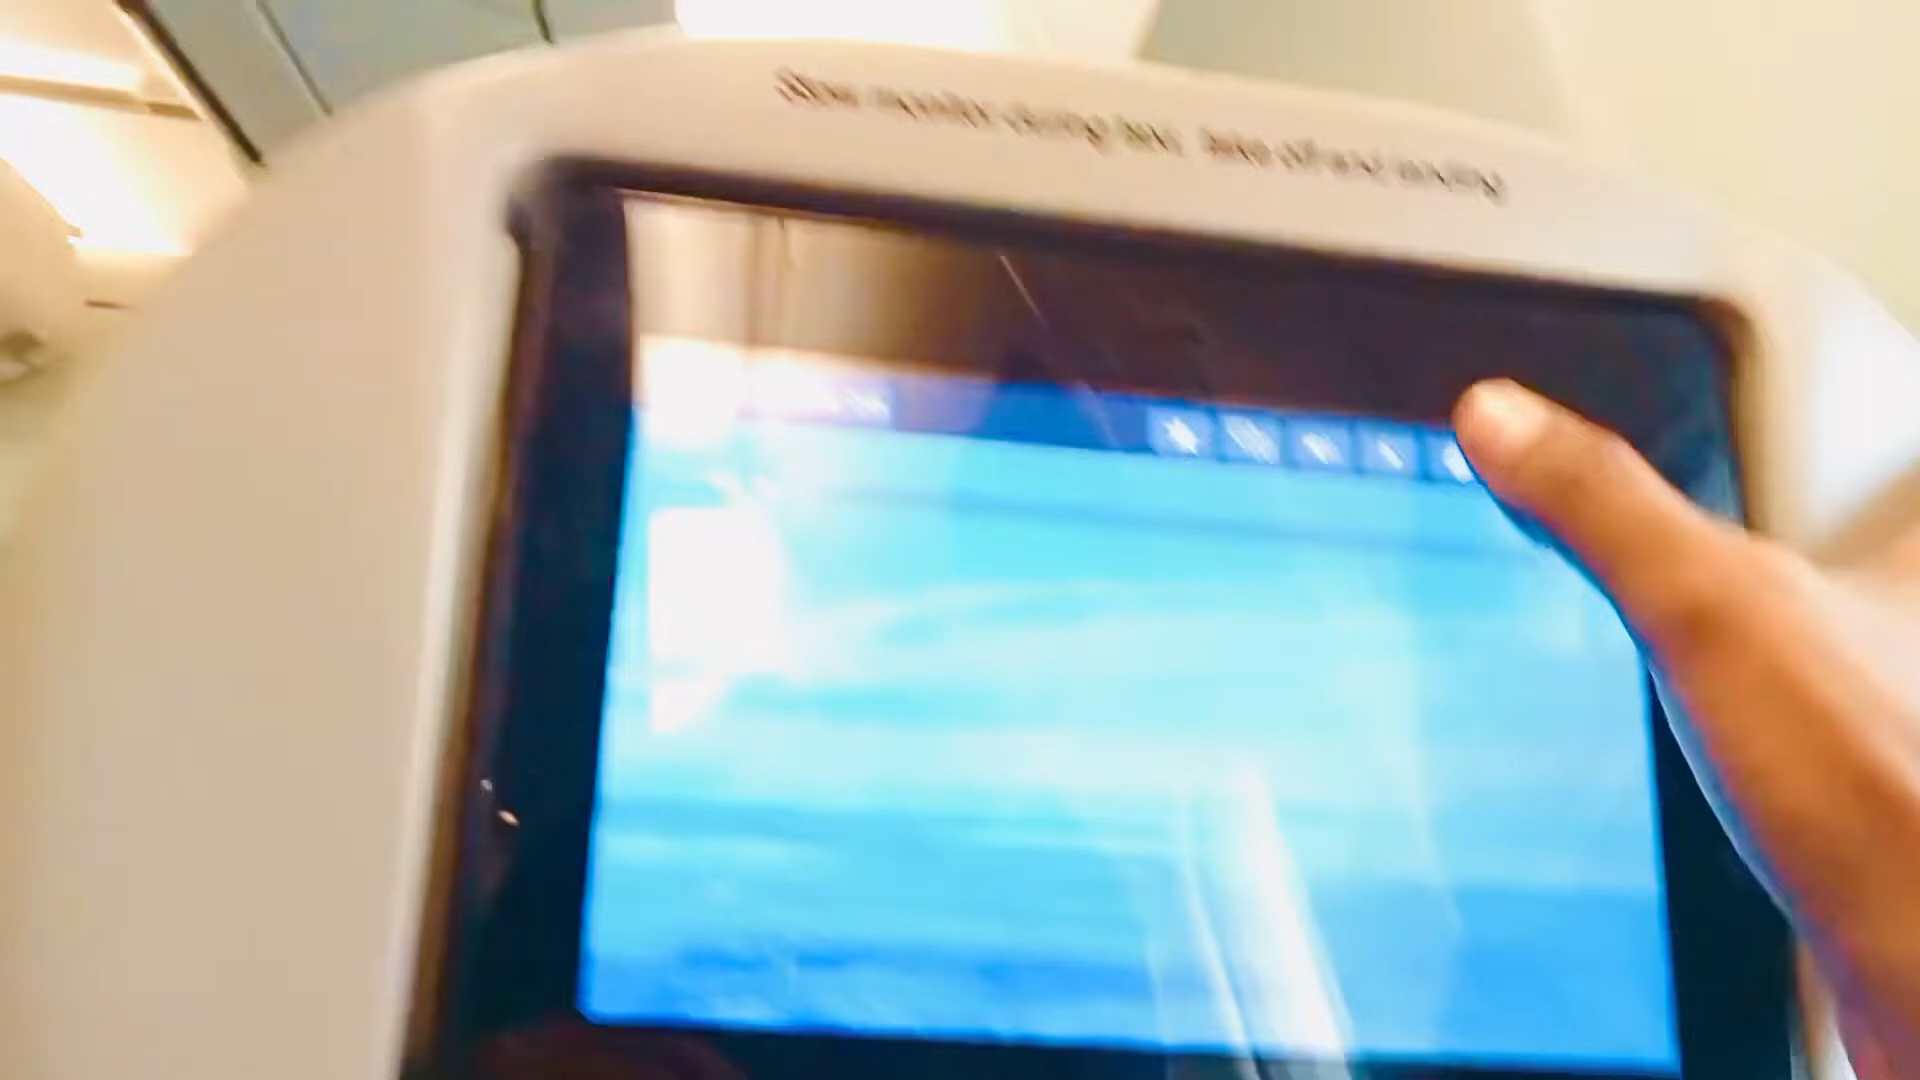 Stow monitor during taxi, take-off and landing